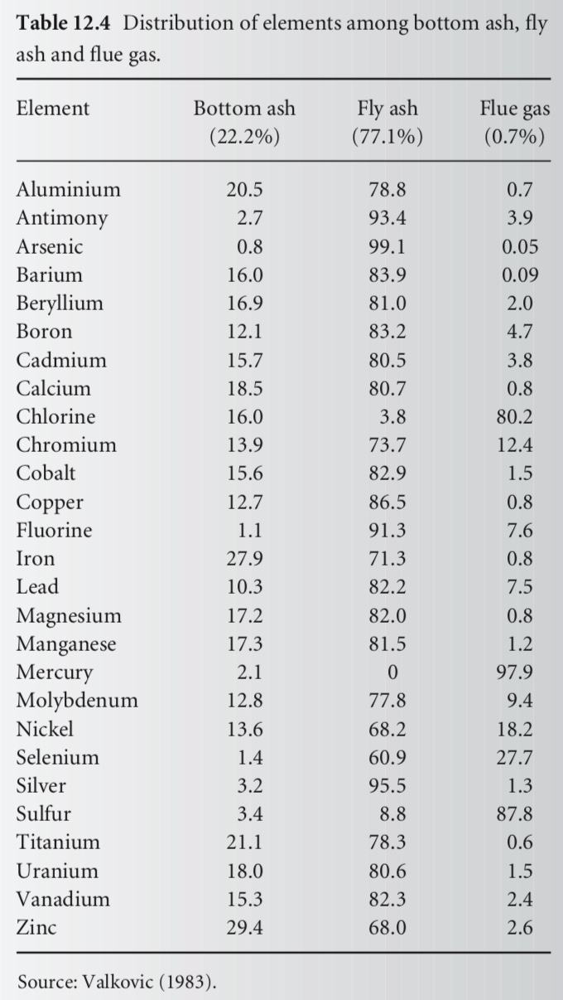 Table 12.4 Distribution of elements among bottom ash, fly
ash and flue gas.
Element Bottom ash Fly ash Flue gas
(22.2%) (77.1%) (0.7%)
Aluminium 20.5 78.8 0.7
Antimony 2.7 93.4 3.9
Arsenic 0.8 99.1 0.05
Barium 16.0 83.9 0.09
Beryllium 16.9 81.0 2.0
Boron 12.1 83.2 4.7
Cadmium 15.7 80.5 3.8
Calcium 18.5 80.7 0.8
Chlorine 16.0 3.8 80.2
Chromium 13.9 73.7 12.4
Cobalt 15.6 82.9 1.5
Copper 12.7 86.5 0.8
Fluorine 1.1 91.3 7.6
Iron 27.9 71.3 0.8
Lead 10.3 82.2 7.5
Magnesium 17.2 82.0 0.8
Manganese 17.3 81.5 1.2
Mercury 2.1 0 97.9
Molybdenum 12.8 77.8 9.4
Nickel 13.6 68.2 18.2
Selenium 1.4 60.9 27.7
Silver 3.2 95.5 1.3
Sulfur 3.4 8.8 87.8
Titanium 21.1 78.3 0.6
Uranium 18.0 80.6 1.5
Vanadium 15.3 82.3 2.4
Zinc 29.4 68.0 2.6
Source: Valkovic (1983).